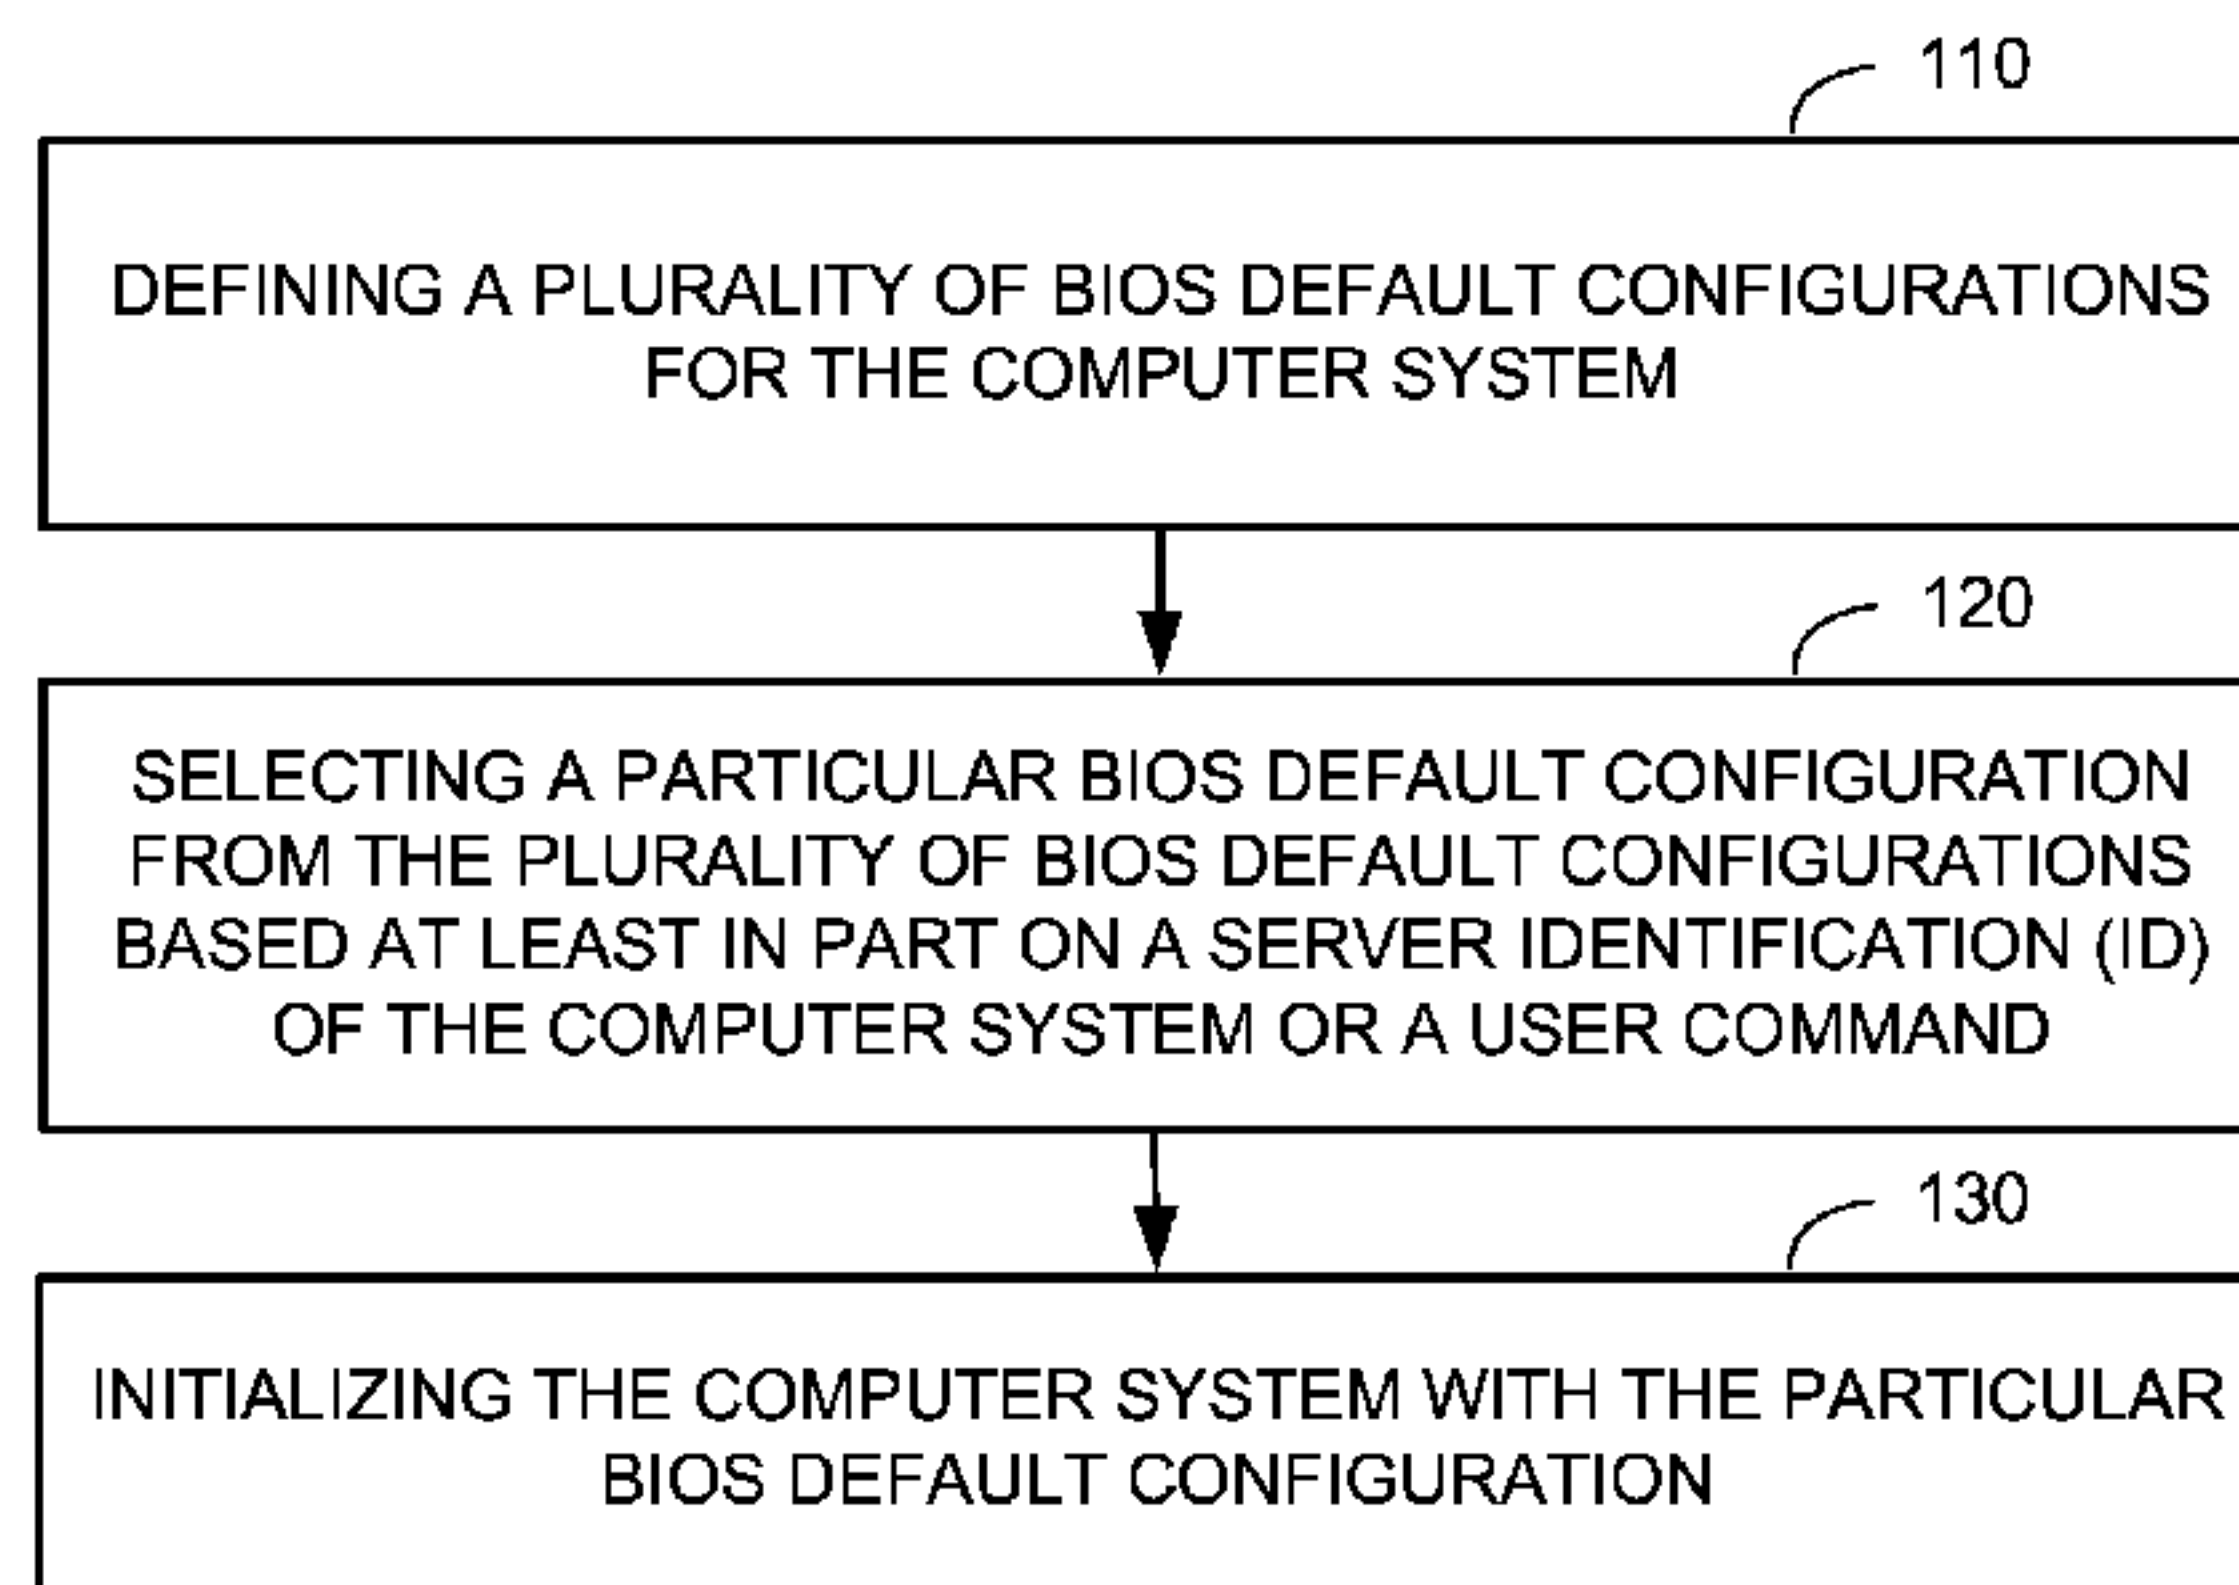 110
DEFINING A PLURALITY OF BIOS DEFAULT CONFIGURATIONS
FOR THE COMPUTER SYSTEM
120
SELECTING A PARTICULAR BIOS DEFAULT CONFIGURATION
FROM THE PLURALITY OF BIOS DEFAULT CONFIGURATIONS
BASED AT LEAST IN PART ON A SERVER IDENTIFICATION (ID)
OF THE COMPUTER SYSTEM OR A USER COMMAND
130
INITIALIZING THE COMPUTER SYSTEM WITH THE PARTICULAR
BIOS DEFAULT CONFIGURATION